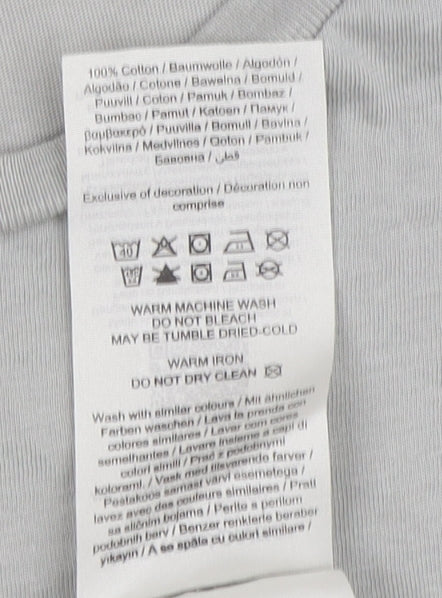 100% Cotton / Baumwolle / Algodón /
Algodão / Cotone / Bawełna / Bomuld /
Puuvill / Coton / Pamuk / Bombaz /
Bumbac / Pamut / Katoen / Памук /
βαμβακερό / Puuvilla / Bomull / Bavlna /
Kokvilna / Medvilnės / Qoton / Pambuk /
Бавовна / قطن
Exclusive of decoration / Décoration non
comprise
40
WARM MACHINE WASH
DO NOT BLEACH
MAY BE TUMBLE DRIED-COLD
WARM IRON
DO NOT DRY CLEAN
Wash with similar colours / Mit ähnlichen
Farben waschen / Lava la prenda con
colores similares / Lavar com cores
semelhantes / Lavare insieme a capi di
colori simili / Prać z podobnymi
kolorami. / Vask med tilsvarende farver /
Pestakoos samast värvi esemetega /
lavez avec des couleurs similaires / Prati
sa sličnim bojama / Perite s perilom
podobnih barv / Benzer renklerle beraber
yıkayın / A se spăla cu culori similare /